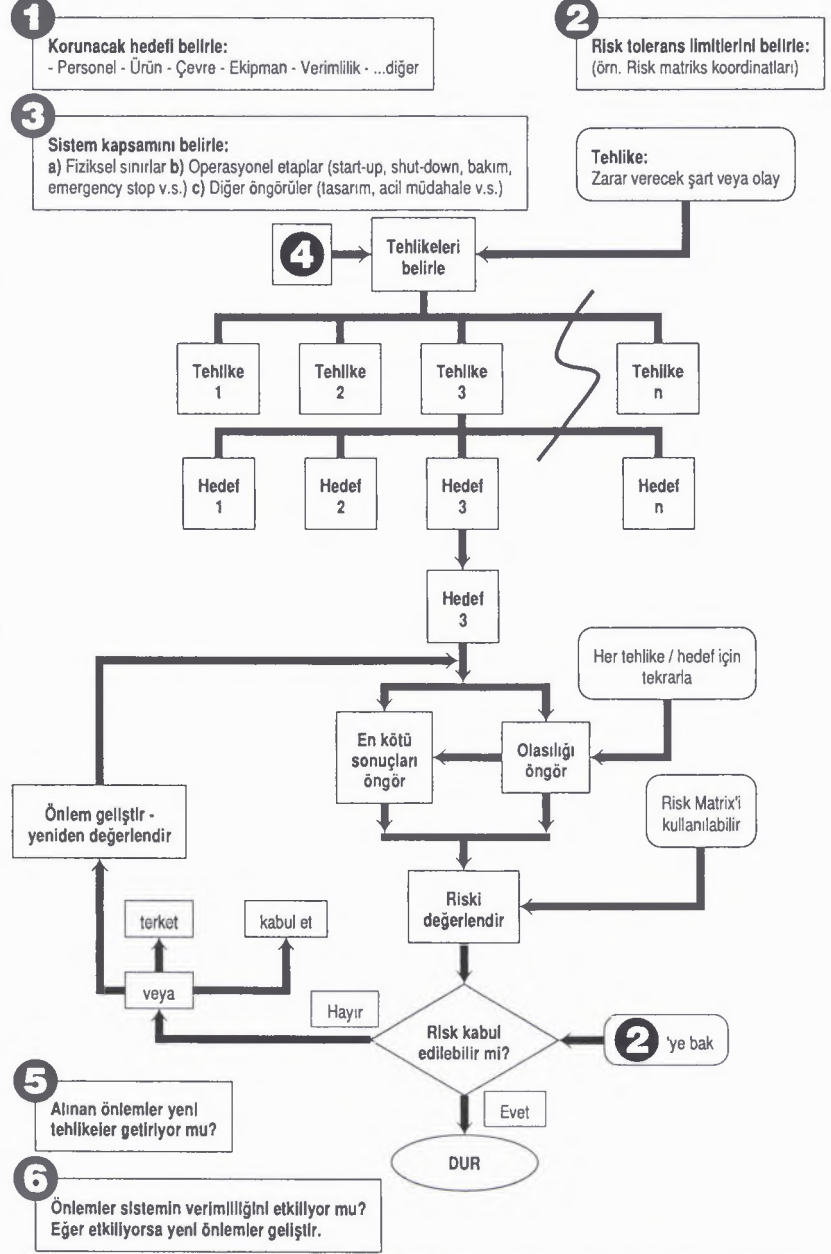 1
Korunacak hedefi belirle:
- Personel - Ürün - Çevre - Ekipman - Verimlilik - ...diğer
2
Risk tolerans limitlerini belirle:
(örn. Risk matriks koordinatları)
3
Sistem kapsamını belirle:
a) Fiziksel sınırlar b) Operasyonel etaplar (start-up, shut-down, bakım,
emergency stop v.s.) c) Diğer öngörüler (tasarım, acil müdahale v.s.)
Tehlike:
Zarar verecek şart veya olay
4
Tehlikeleri
belirle
Tehlike
1
Tehlike
2
Tehlike
3
Tehlike
n
Hedef
1
Hedef
2
Hedef
3
Hedef
n
Hedef
3
Her tehlike / hedef için
tekrarla
En kötü
sonuçları
öngör
Olasılığı
öngör
Önlem geliştir -
yeniden değerlendir
Risk Matrix'i
kullanılabilir
Riski
değerlendir
terket
kabul et
veya
Hayır
Risk kabul
edilebilir mi?
2 'ye bak
Evet
DUR
5
Alınan önlemler yeni
tehlikeler getiriyor mu?
6
Önlemler sistemin verimliliğini etkiliyor mu?
Eğer etkiliyorsa yeni önlemler geliştir.